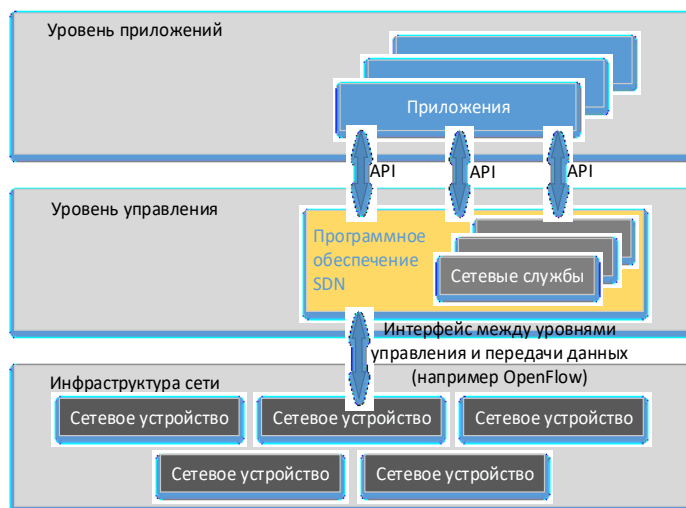 Уровень приложений
Приложения
API
API
API
Уровень управления
Программное
обеспечение
SDN
Сетевые службы
Интерфейс между уровнями
управления и передачи данных
(например OpenFlow)
Инфраструктура сети
Сетевое устройство
Сетевое устройство
Сетевое устройство
Сетевое устройство
Сетевое устройство